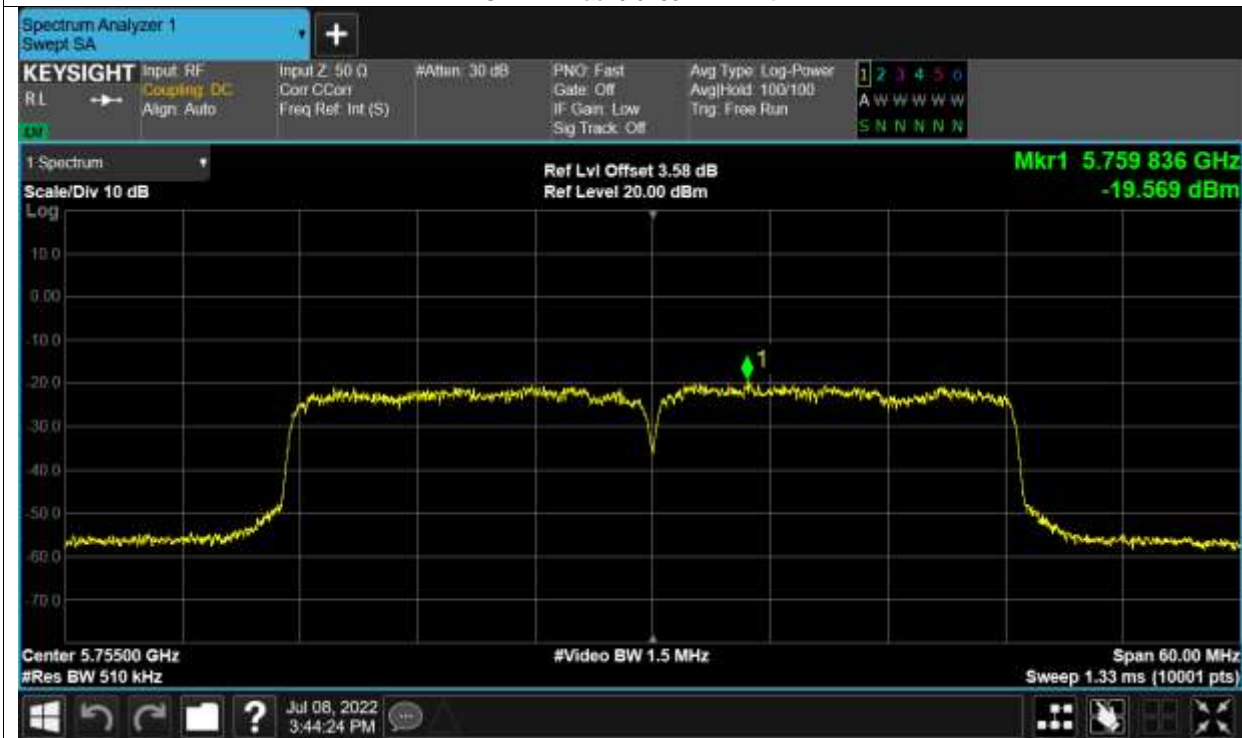 Spectrum Analyzer 1
Swept SA
+
KEYSIGHT
RL
Input: RF
Coupling: DC
Align: Auto
Input Z: 50 Ω
Corr CCorr
Freq Ref: Int (S)
#Atten: 30 dB
PNO: Fast
Gate: Off
IF Gain: Low
Sig Track: Off
Avg Type: Log-Power
Avg|Hold: 100/100
Trig: Free Run
1 2 3 4 5 6
A W W W W W
S N N N N N
1 Spectrum
Scale/Div 10 dB
Ref Lvl Offset 3.58 dB
Ref Level 20.00 dBm
Mkr1 5.759 836 GHz
-19.569 dBm
Log
10.0
0.00
-10.0
1
-20.0
-30.0
-40.0
-50.0
-60.0
-70.0
Center 5.75500 GHz
#Video BW 1.5 MHz
Span 60.00 MHz
#Res BW 510 kHz
Sweep 1.33 ms (10001 pts)
?
Jul 08, 2022
3:44:24 PM